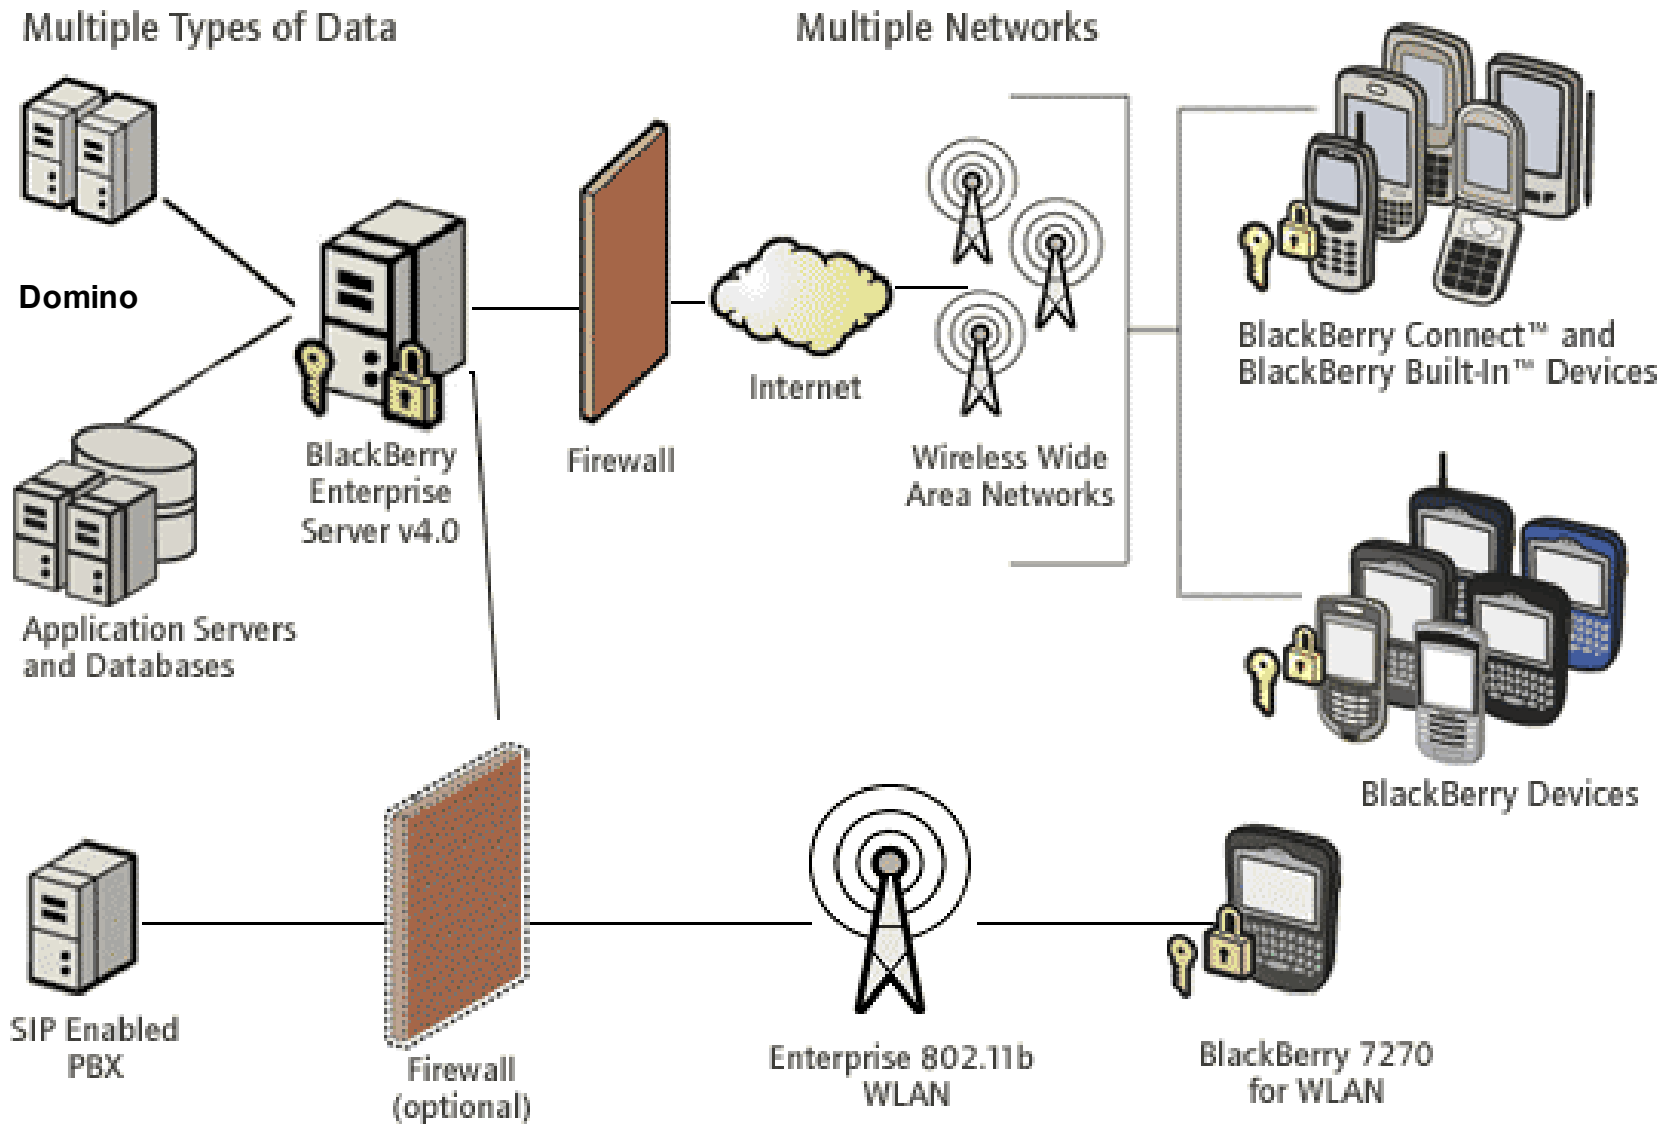 Multiple Types of Data
Multiple Networks
Domino
BlackBerry
Enterprise
Server v4.0
Firewall
Internet
Wireless Wide
Area Networks
BlackBerry Connect™ and
BlackBerry Built-In™ Devices
Application Servers
and Databases
BlackBerry Devices
SIP Enabled
PBX
Firewall
(optional)
Enterprise 802.11b
WLAN
BlackBerry 7270
for WLAN